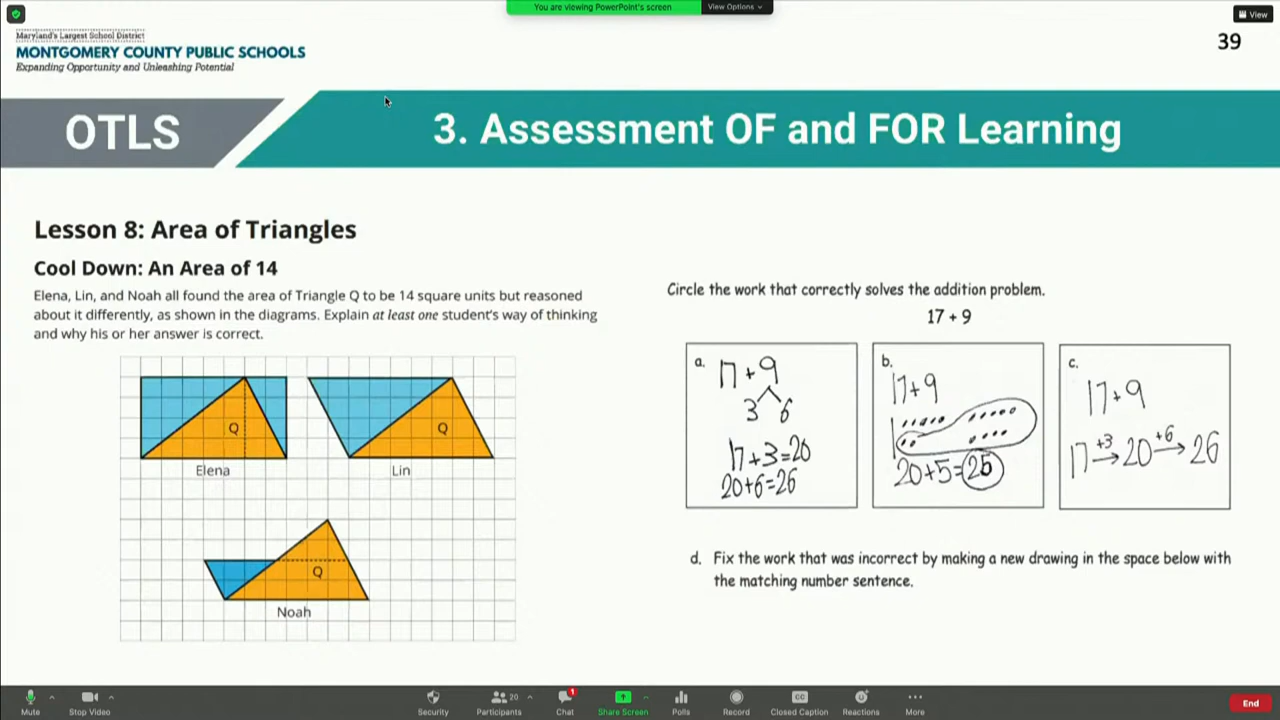 You are viewing PowerPoint's screen
View Options
View
Maryland's Largest School District
MONTGOMERY COUNTY PUBLIC SCHOOLS
Expanding Opportunity and Unleashing Potential
39
OTLS
3. Assessment OF and FOR Learning
Lesson 8: Area of Triangles
Cool Down: An Area of 14
Elena, Lin, and Noah all found the area of Triangle Q to be 14 square units but reasoned
about it differently, as shown in the diagrams. Explain at least one student's way of thinking
and why his or her answer is correct.
Q
Elena
Q
Lin
Q
Noah
Circle the work that correctly solves the addition problem.
17 + 9
a.
17+9
3 6
17+3=20
20+6=26
b.
17+9
20+5=25
c.
17+9
+3 +6
17→20→26
d. Fix the work that was incorrect by making a new drawing in the space below with
the matching number sentence.
Mute
Stop Video
Security
20
Participants
1
Chat
Share Screen
Polls
Record
CC
Closed Caption
Reactions
More
End